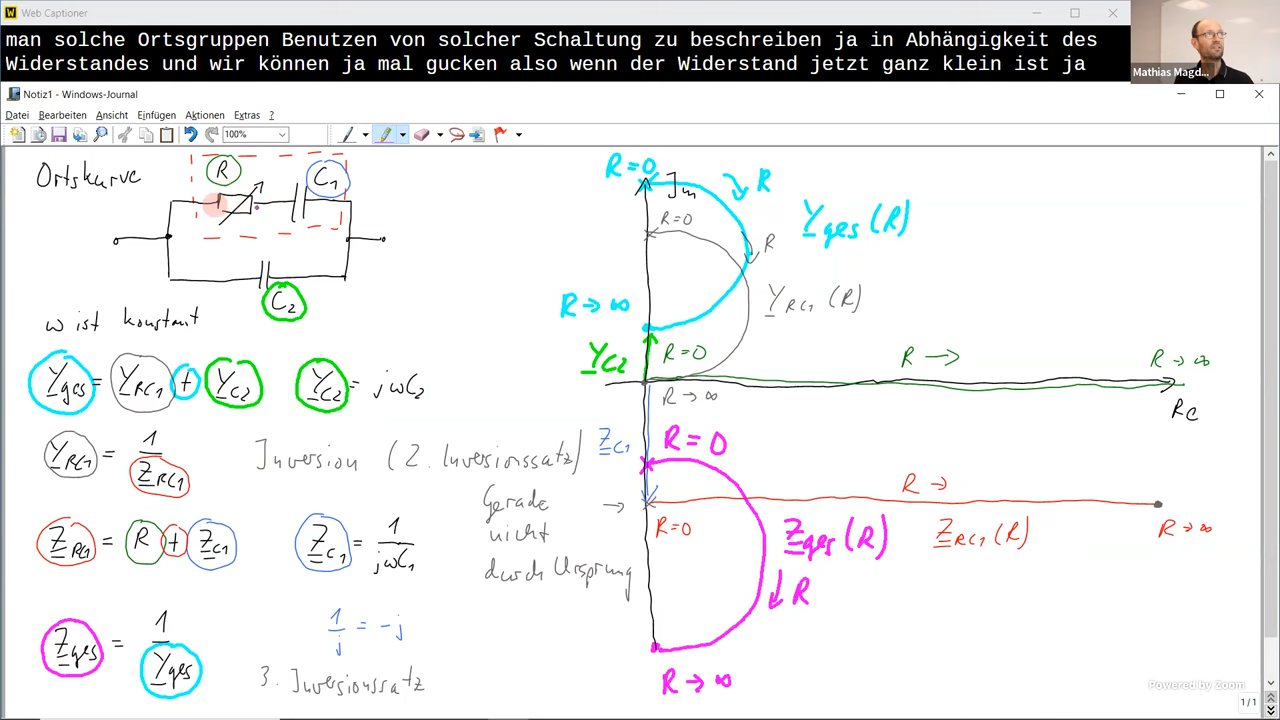 Web Captioner
man solche Ortsgruppen Benutzen von solcher Schaltung zu beschreiben ja in Abhängigkeit des
Widerstandes und wir können ja mal gucken also wenn der Widerstand jetzt ganz klein ist ja
Mathias Magd...
Notiz1 - Windows-Journal
Datei Bearbeiten Ansicht Einfügen Aktionen Extras ?
100%
Ortskurve
R
C1
C2
ω ist konstant
Yges = YRC1 + YC2
YC2 = jωC2
YRC1 = 1 / ZRC1
Inversion (2. Inversionssatz)
ZRC1 = R + ZC1
ZC1 = 1 / jωC1
Gerade →
nicht
durch Ursprung
Zges = 1 / Yges
1 / j = -j
3. Inversionssatz
R=0
Im
R
Yges (R)
R=0
R
R → ∞
YRC1 (R)
YC2
R=0
R →
R → ∞
R → ∞
Re
ZC1
R = 0
R →
R=0
Zges (R)
ZRC1 (R)
R → ∞
R
R → ∞
Powered by Zoom
1 / 1